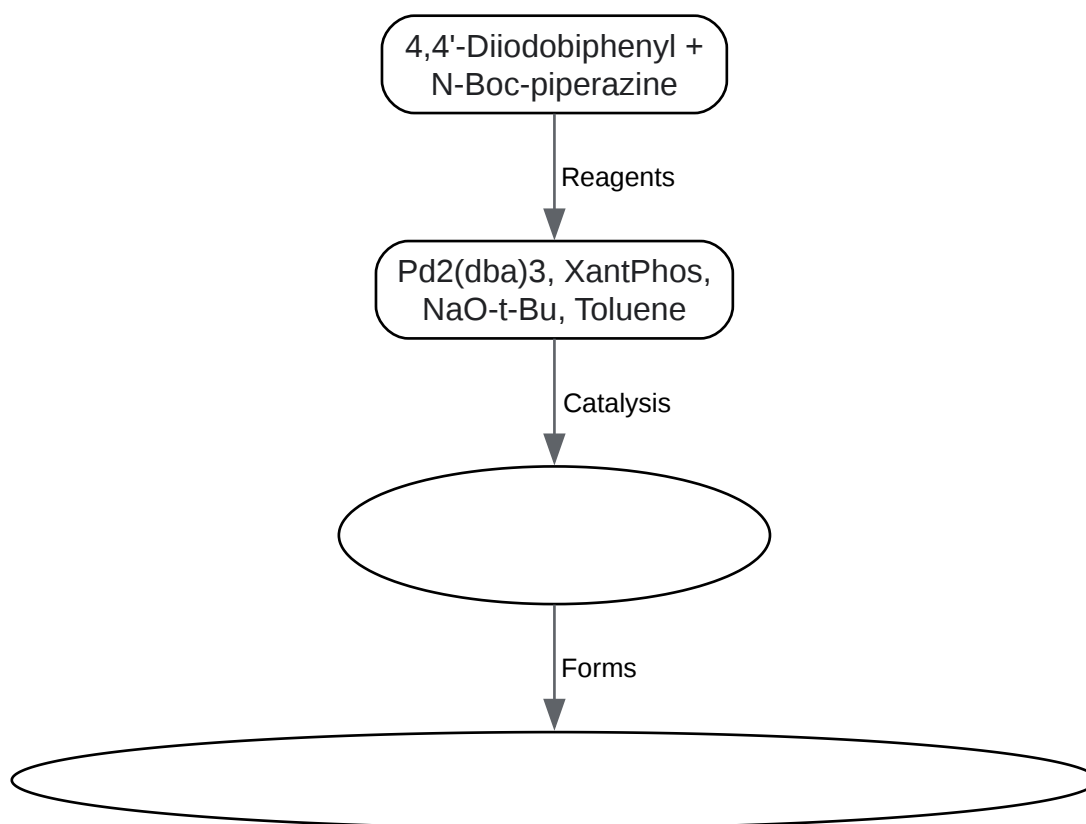 4,4'-Diiodobiphenyl +
N-Boc-piperazine
Reagents
Pd2(dba)3, XantPhos,
NaO-t-Bu, Toluene
Catalysis
Forms